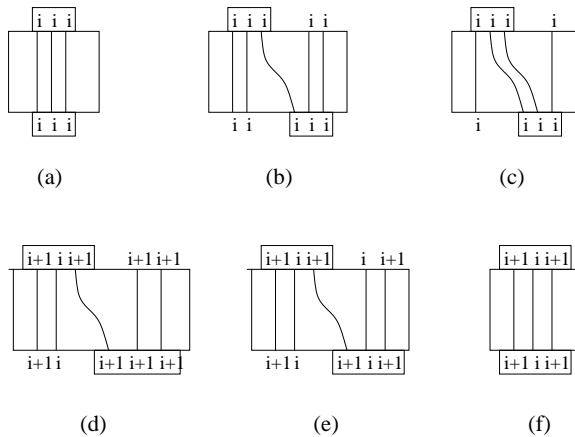 i i i i i i i i i i i
i i i i i i i i i i i i
(a) (b) (c)
i+1 i i+1 i+1 i+1 i+1 i i+1 i i+1 i+1 i i+1
i+1 i i+1 i+1 i+1 i+1 i i+1 i i+1 i+1 i i+1
(d) (e) (f)